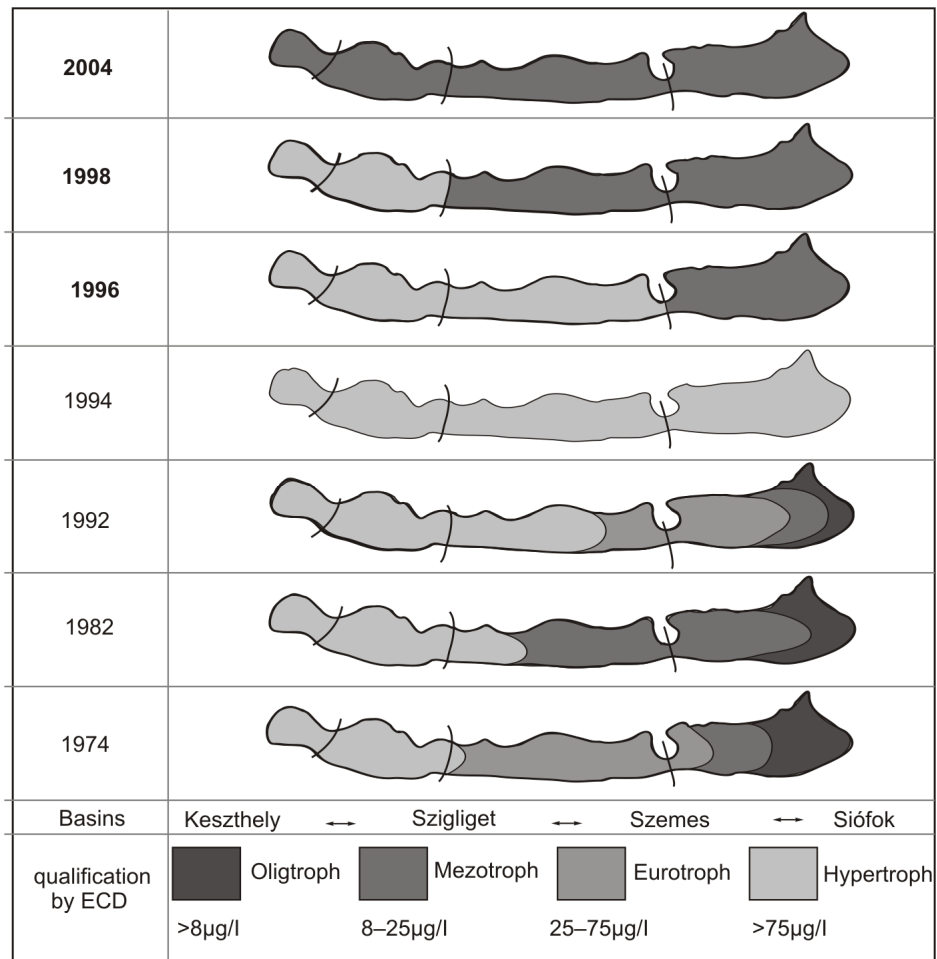 2004
1998
1996
1994
1992
1982
1974
Basins Keszthely Szigliget Szemes Siófok
qualification
by ECD
Oligtroph Mezotroph Eurotroph Hypertroph
>8µg/l 8–25µg/l 25–75µg/l >75µg/l